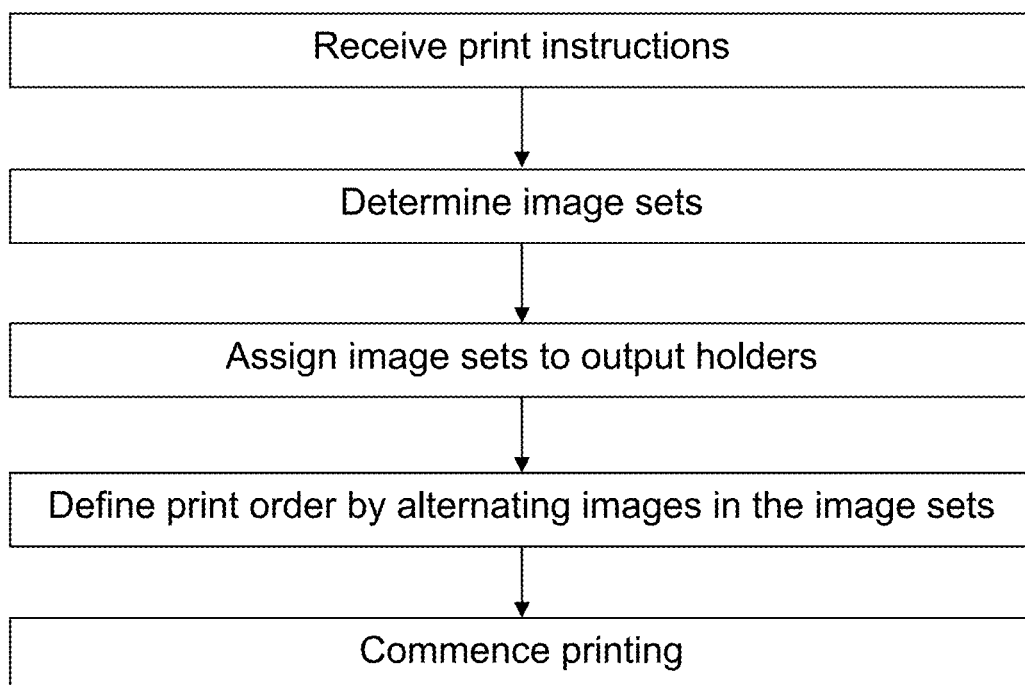 Receive print instructions
Determine image sets
Assign image sets to output holders
Define print order by alternating images in the image sets
Commence printing